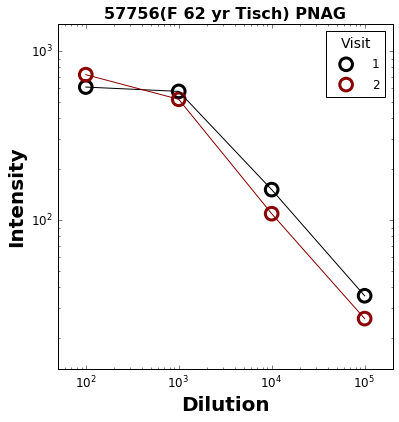 57756(F 62 yr Tisch) PNAG
Visit
1
2
10³
10²
Intensity
10² 10³ 10⁴ 10⁵
Dilution